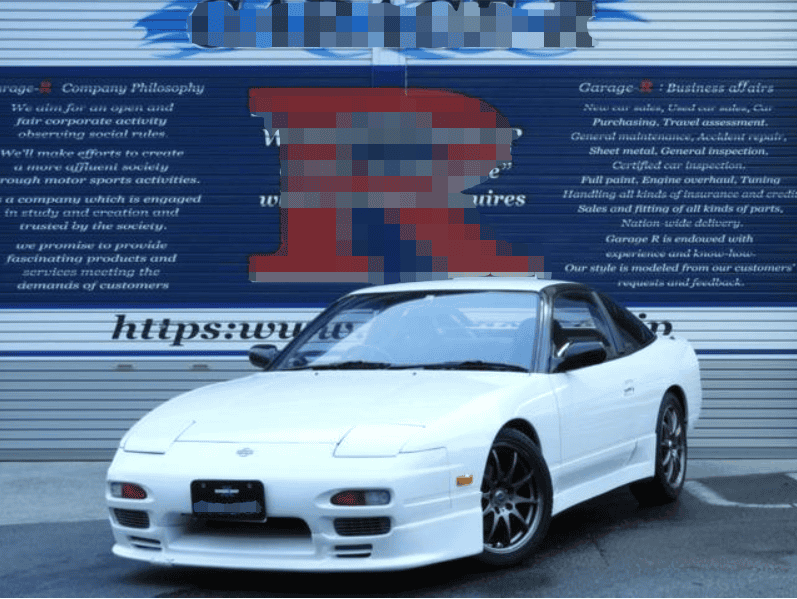 Garage-R Company Philosophy
We aim for an open and
fair corporate activity
observing social rules.
We'll make efforts to create
a more affluent society
through motor sports activities.
a company which is engaged
in study and creation and
trusted by the society.
we promise to provide
fascinating products and
services meeting the
demands of customers
R
Garage-R : Business affairs
New car sales, Used car sales, Car
Purchasing, Travel assessment.
General maintenance, Accident repair,
Sheet metal, General inspection,
Certified car inspection.
Full paint, Engine overhaul, Tuning
Handling all kinds of insurance and
Sales and fitting of all kinds of parts,
Nation-wide delivery.
Garage R is endowed with
experience and know-how.
Our style is modeled from our customers'
requests and feedback.
https: